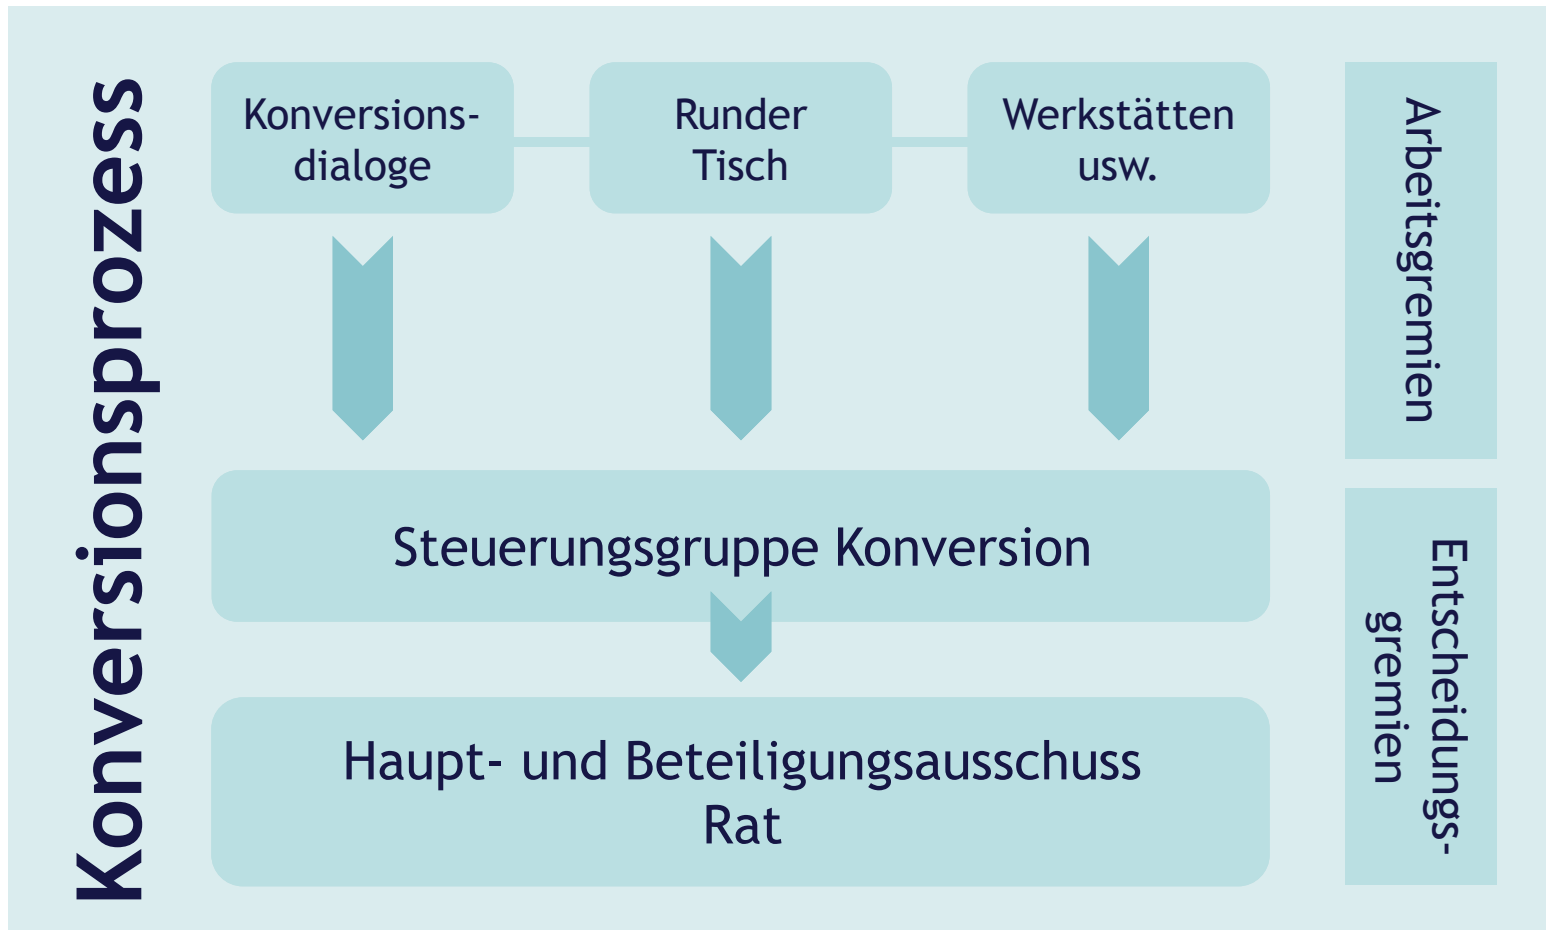 Konversionsprozess
Konversions-
dialoge
Runder
Tisch
Werkstätten
usw.
Arbeitsgremien
Steuerungsgruppe Konversion
Haupt- und Beteiligungsausschuss
Rat
Entscheidungs-
gremien